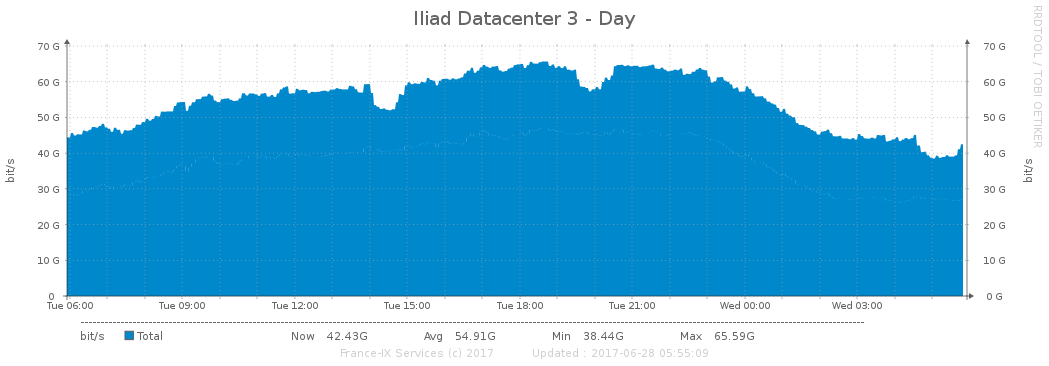 Iliad Datacenter 3 - Day
RRDTOOL / TOBI OETIKER
70 G 70 G
60 G 60 G
50 G 50 G
40 G 40 G
30 G 30 G
20 G 20 G
10 G 10 G
0 0 G
bit/s bit/s
Tue 06:00 Tue 09:00 Tue 12:00 Tue 15:00 Tue 18:00 Tue 21:00 Wed 00:00 Wed 03:00
bit/s Total Now 42.43G Avg 54.91G Min 38.44G Max 65.59G
France-IX Services (c) 2017 Updated : 2017-06-28 05:55:09